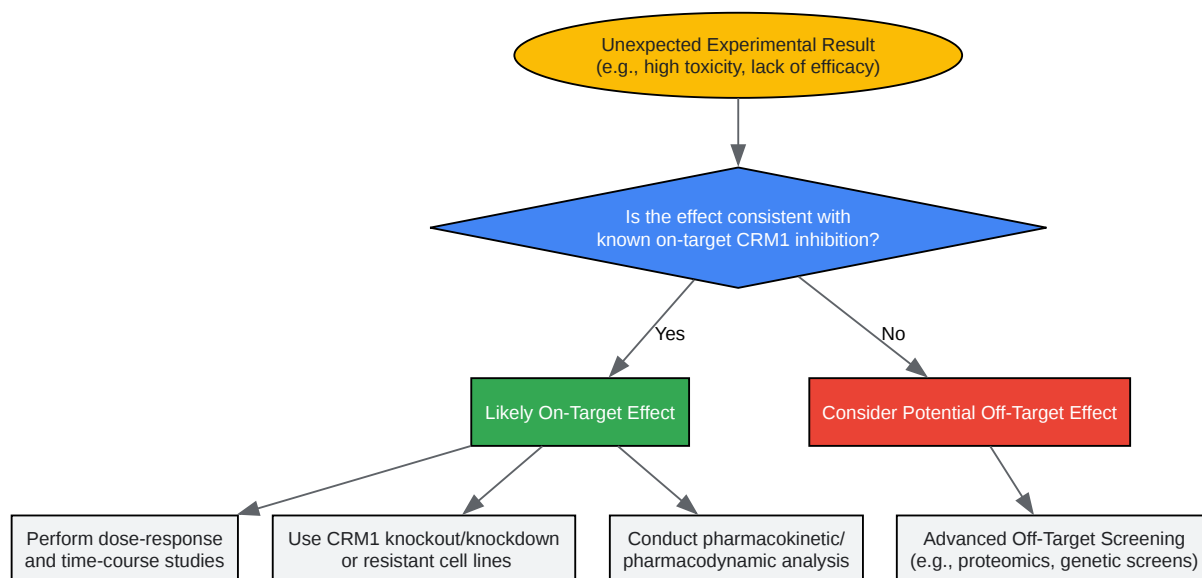 Unexpected Experimental Result
(e.g., high toxicity, lack of efficacy)
Is the effect consistent with
known on-target CRM1 inhibition?
Yes
No
Likely On-Target Effect
Consider Potential Off-Target Effect
Perform dose-response
and time-course studies
Use CRM1 knockout/knockdown
or resistant cell lines
Conduct pharmacokinetic/
pharmacodynamic analysis
Advanced Off-Target Screening
(e.g., proteomics, genetic screens)